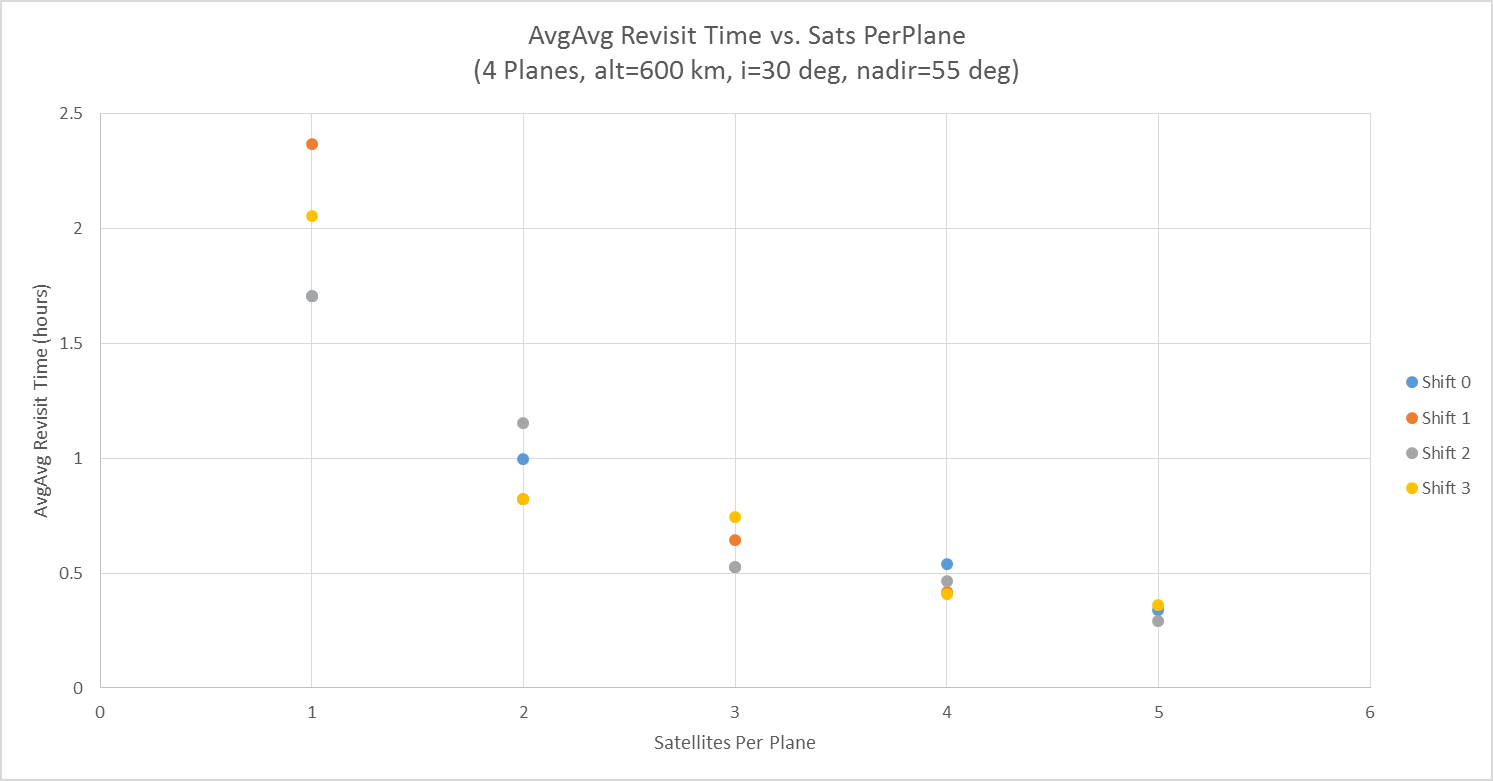 AvgAvg Revisit Time vs. Sats PerPlane
(4 Planes, alt=600 km, i=30 deg, nadir=55 deg)
2.5
2
1.5
1
0.5
0
AvgAvg Revisit Time (hours)
0 1 2 3 4 5 6
Satellites Per Plane
Shift 0
Shift 1
Shift 2
Shift 3